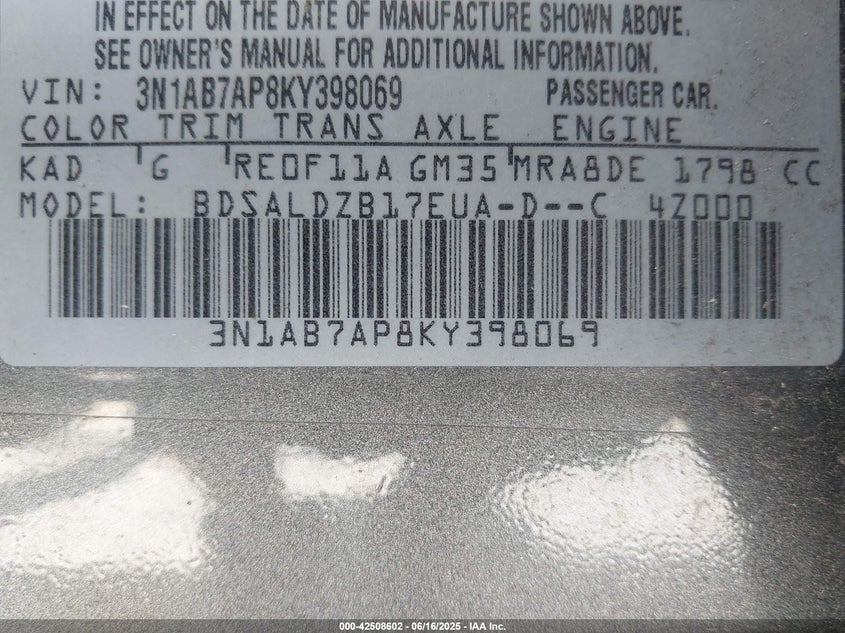 IN EFFECT ON THE DATE OF MANUFACTURE SHOWN ABOVE.
SEE OWNER'S MANUAL FOR ADDITIONAL INFORMATION.
VIN: 3N1AB7AP8KY398069 PASSENGER CAR.
COLOR TRIM TRANS AXLE ENGINE
KAD G RE0F11A GM35 MRA8DE 1798 CC
MODEL: BDSALDZB17EUA-D--C 4Z000
3N1AB7AP8KY398069
000-42508602 - 06/16/2025 - IAA Inc.